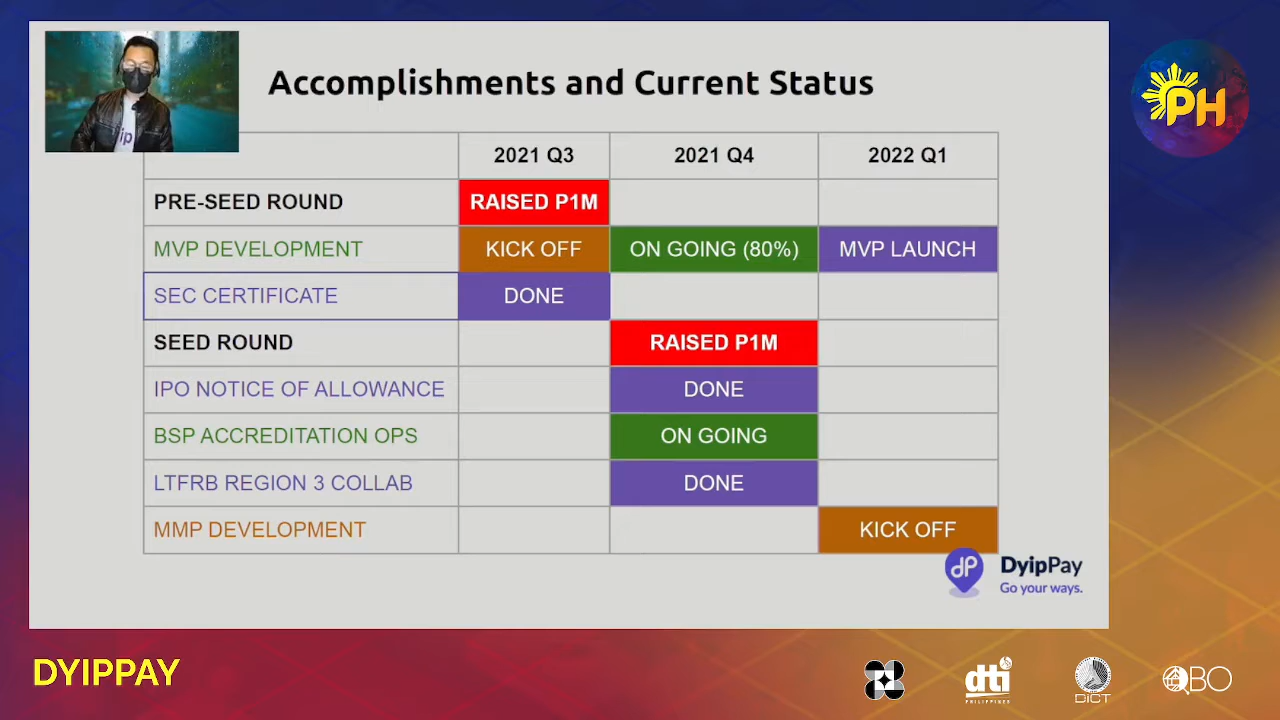 Accomplishments and Current Status
2021 Q3 2021 Q4 2022 Q1
PRE-SEED ROUND RAISED P1M
MVP DEVELOPMENT KICK OFF ON GOING (80%) MVP LAUNCH
SEC CERTIFICATE DONE
SEED ROUND RAISED P1M
IPO NOTICE OF ALLOWANCE DONE
BSP ACCREDITATION OPS ON GOING
LTFRB REGION 3 COLLAB DONE
MMP DEVELOPMENT KICK OFF
dP DyipPay
Go your ways.
PH
DYIPPAY
dti
PHILIPPINES
DICT
QBO